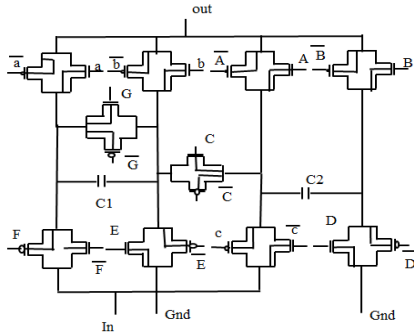 out
a̅ a b̅ b A̅ A B̅ B
G
G̅
C
C̅
C1 C2
F E c D
F̅ E̅ c̅ D̅
In Gnd Gnd